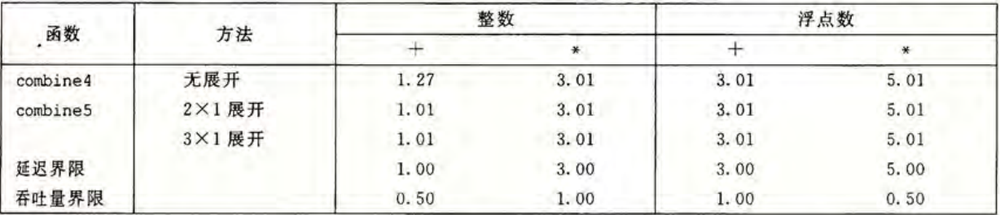 函数 方法 整数 浮点数
+ * + *
combine4 无展开 1.27 3.01 3.01 5.01
combine5 2×1展开 1.01 3.01 3.01 5.01
3×1展开 1.01 3.01 3.01 5.01
延迟界限 1.00 3.00 3.00 5.00
吞吐量界限 0.50 1.00 1.00 0.50